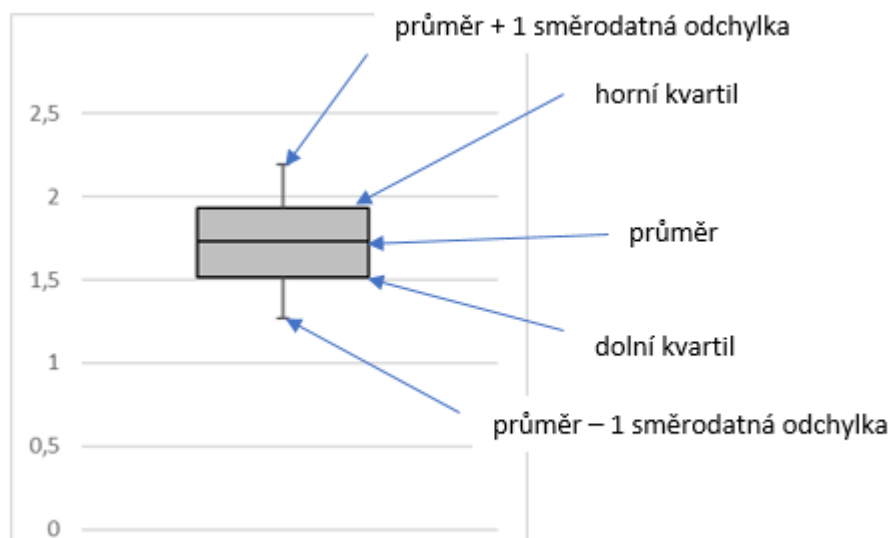 průměr + 1 směrodatná odchylka
horní kvartil
2,5
2
průměr
1,5
dolní kvartil
1
průměr – 1 směrodatná odchylka
0,5
0